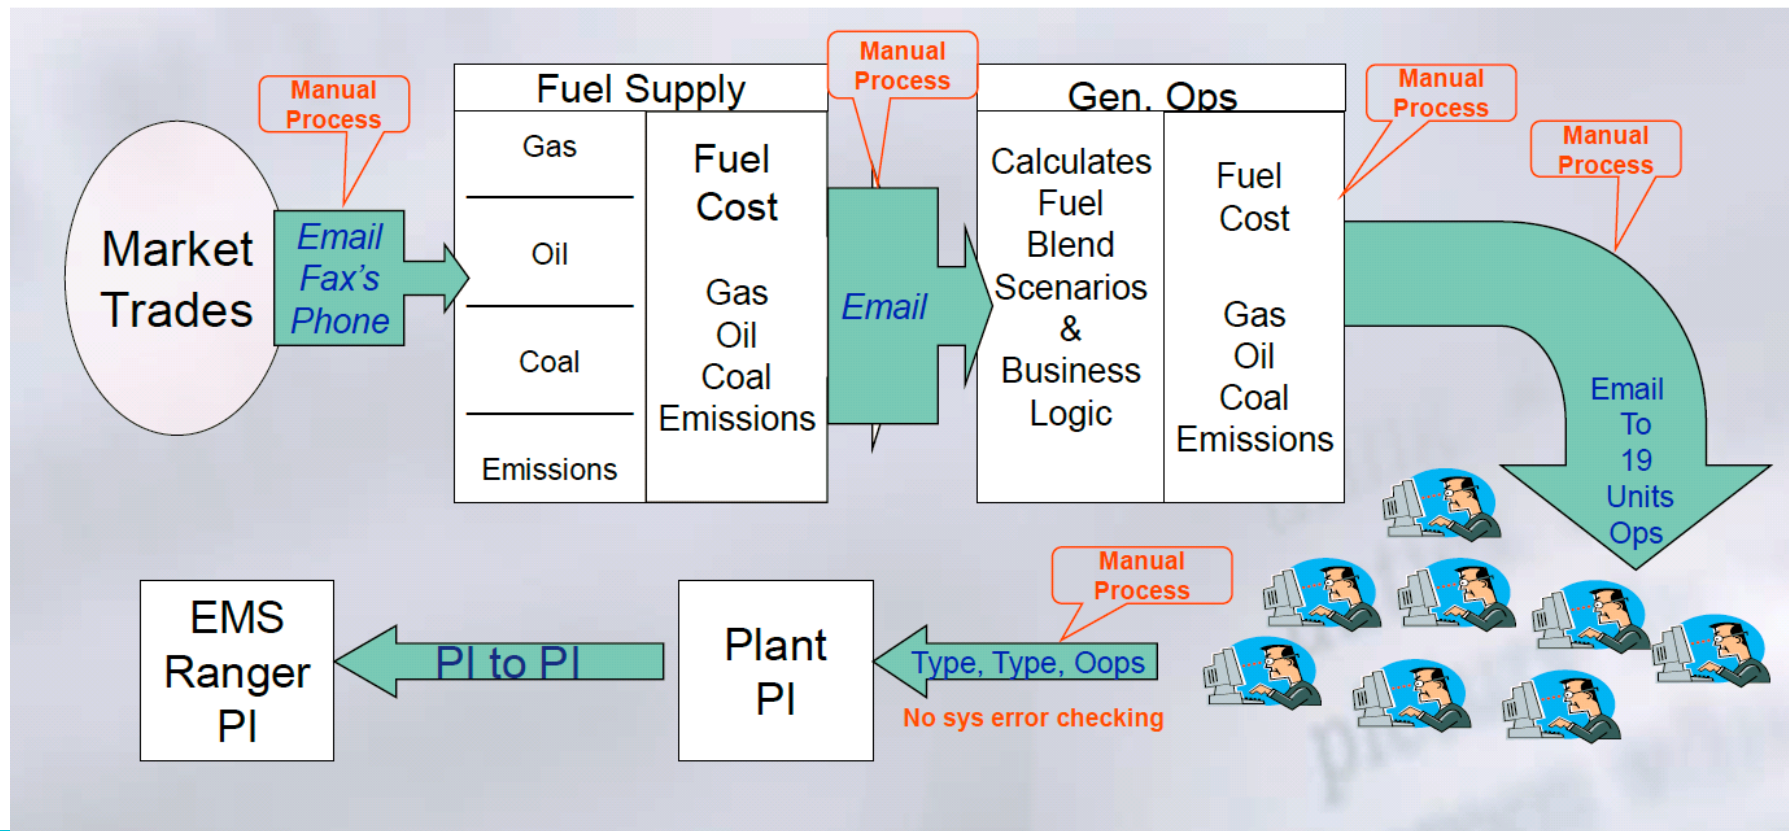 Manual
Process
Market
Trades
Email
Fax's
Phone
Fuel Supply
Gas
Oil
Coal
Emissions
Fuel
Cost
Gas
Oil
Coal
Emissions
Manual
Process
Email
Gen. Ops
Calculates
Fuel
Blend
Scenarios
&
Business
Logic
Fuel
Cost
Gas
Oil
Coal
Emissions
Manual
Process
Manual
Process
Email
To
19
Units
Ops
Manual
Process
Type, Type, Oops
No sys error checking
Plant
PI
PI to PI
EMS
Ranger
PI